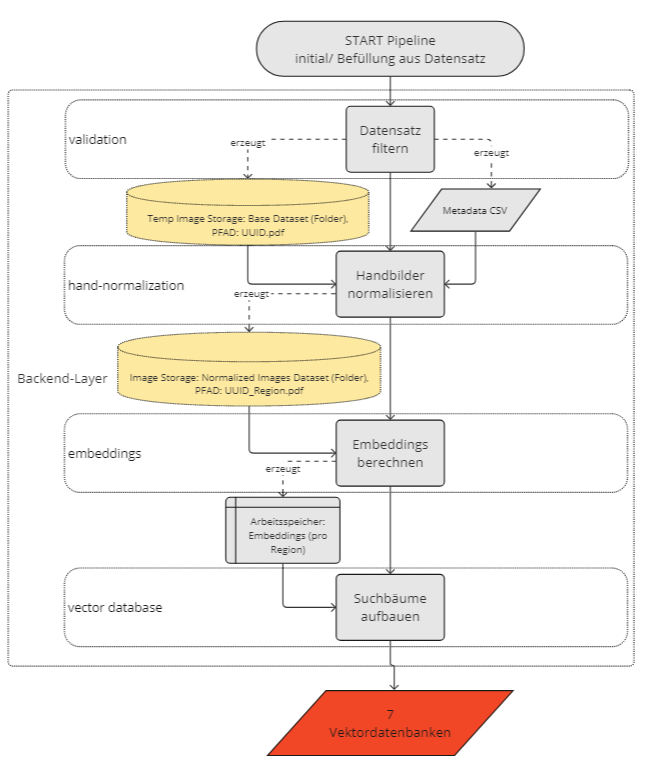 START Pipeline
initial/ Befüllung aus Datensatz
validation
Datensatz
filtern
erzeugt
erzeugt
Temp Image Storage: Base Dataset (Folder),
PFAD: UUID.pdf
Metadata CSV
hand-normalization
Handbilder
normalisieren
erzeugt
Image Storage: Normalized Images Dataset (Folder),
PFAD: UUID_Region.pdf
Backend-Layer
embeddings
Embeddings
berechnen
erzeugt
Arbeitsspeicher:
Embeddings (pro
Region)
vector database
Suchbäume
aufbauen
7
Vektordatenbanken